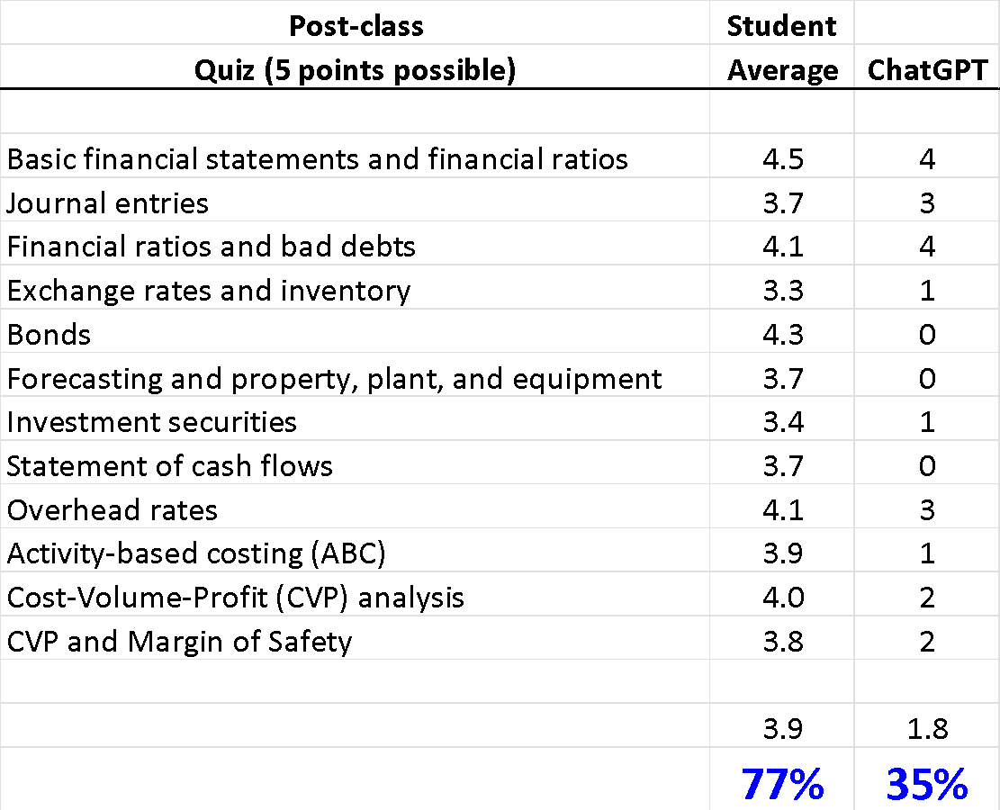 Post-class Student
Quiz (5 points possible) Average ChatGPT
Basic financial statements and financial ratios 4.5 4
Journal entries 3.7 3
Financial ratios and bad debts 4.1 4
Exchange rates and inventory 3.3 1
Bonds 4.3 0
Forecasting and property, plant, and equipment 3.7 0
Investment securities 3.4 1
Statement of cash flows 3.7 0
Overhead rates 4.1 3
Activity-based costing (ABC) 3.9 1
Cost-Volume-Profit (CVP) analysis 4.0 2
CVP and Margin of Safety 3.8 2
3.9 1.8
77% 35%